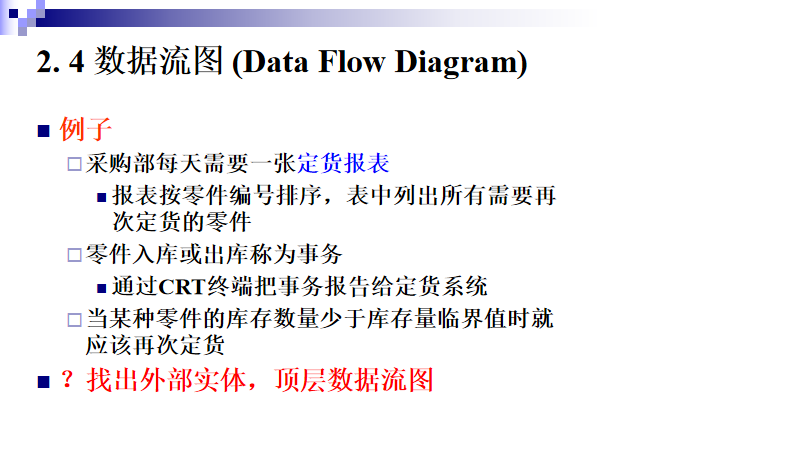 2. 4 数据流图 (Data Flow Diagram)
例子
采购部每天需要一张定货报表
报表按零件编号排序，表中列出所有需要再
次定货的零件
零件入库或出库称为事务
通过CRT终端把事务报告给定货系统
当某种零件的库存数量少于库存量临界值时就
应该再次定货
？找出外部实体，顶层数据流图